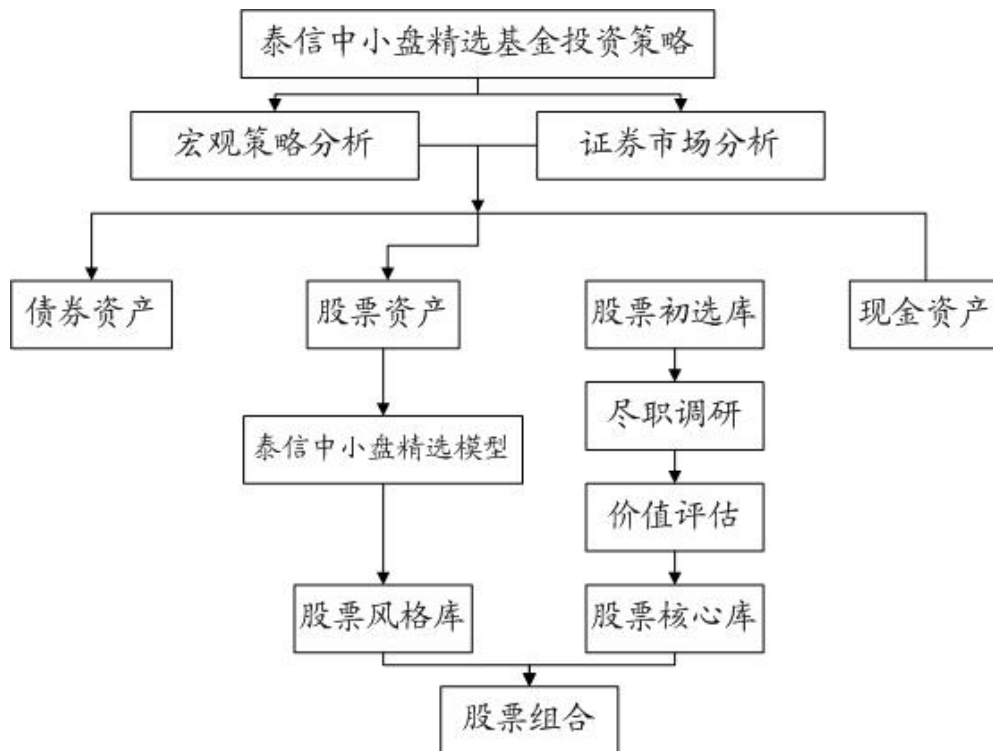 泰信中小盘精选基金投资策略
宏观策略分析
证券市场分析
债券资产
股票资产
股票初选库
现金资产
尽职调研
泰信中小盘精选模型
价值评估
股票风格库
股票核心库
股票组合